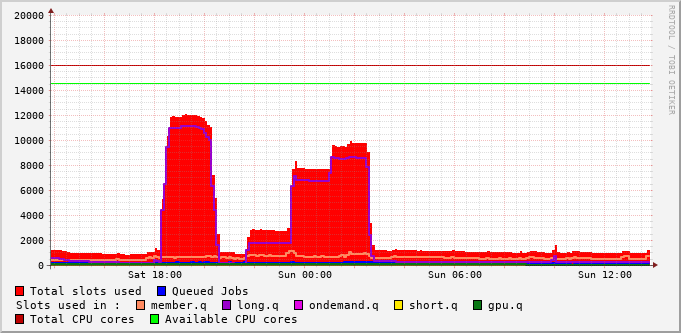 20000
18000
16000
14000
12000
10000
8000
6000
4000
2000
0
Sat 18:00 Sun 00:00 Sun 06:00 Sun 12:00
Total slots used Queued Jobs
Slots used in : member.q long.q ondemand.q short.q gpu.q
Total CPU cores Available CPU cores
RRDTOOL / TOBI OETIKER